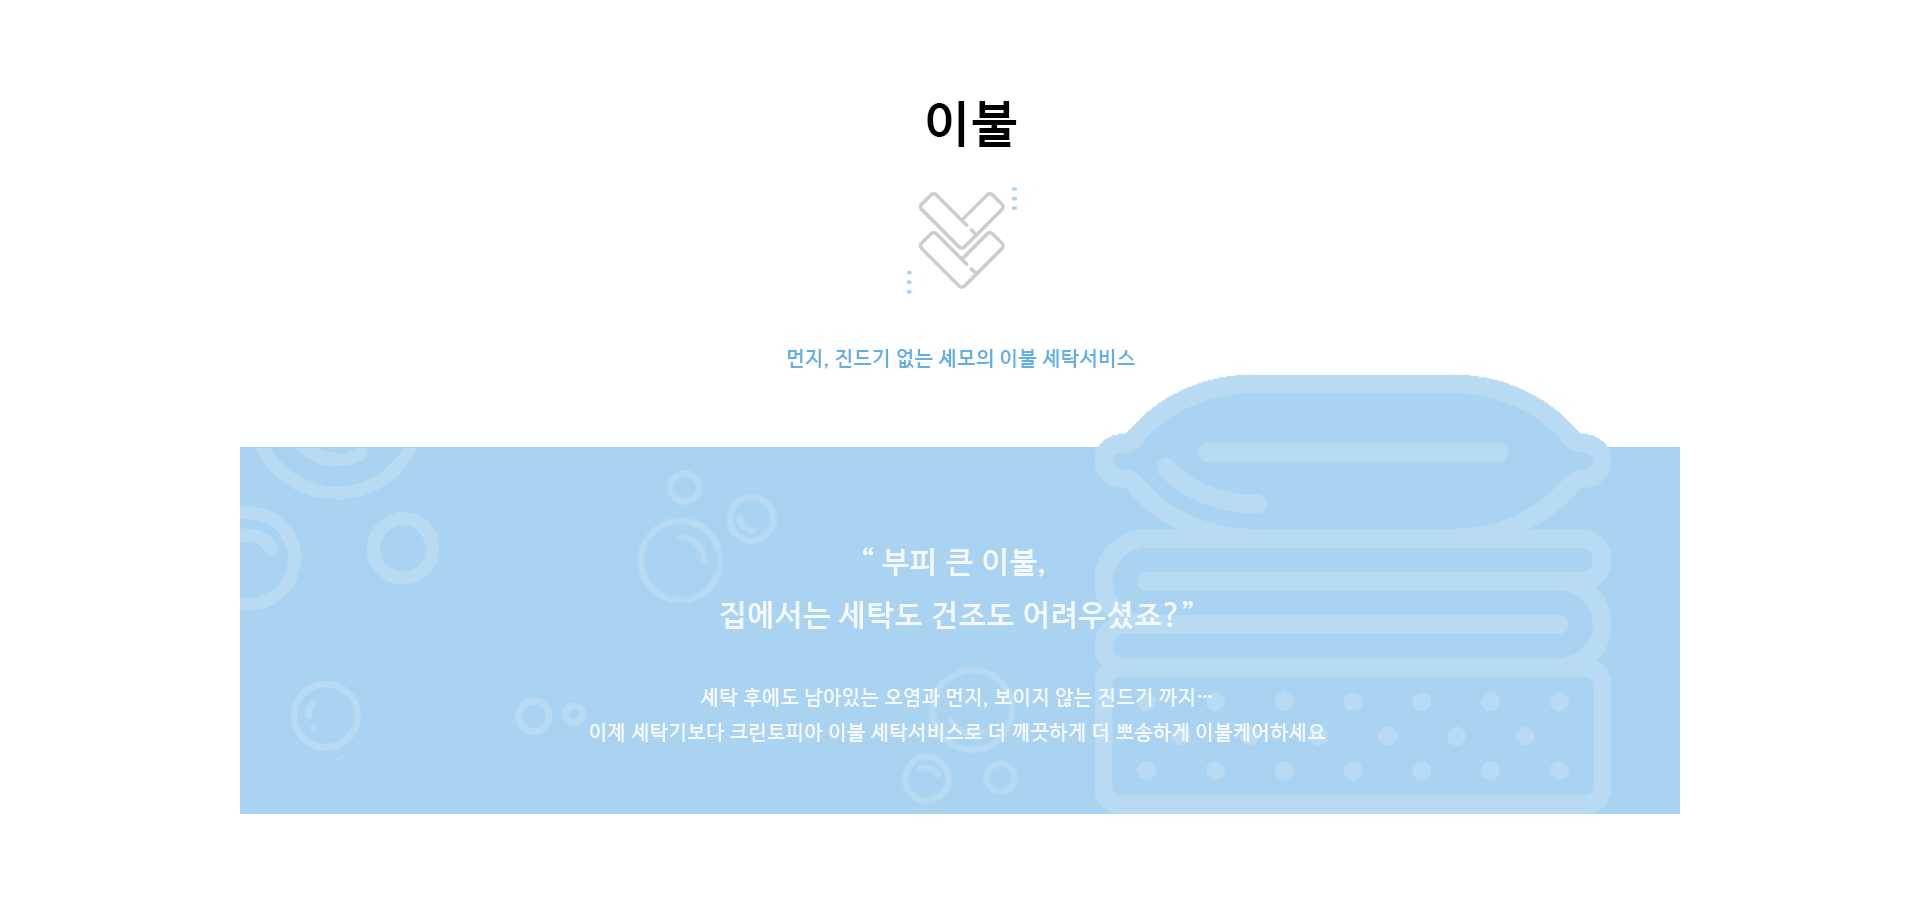 이불
먼지, 진드기 없는 세모의 이불 세탁서비스
“ 부피 큰 이불,
집에서는 세탁도 건조도 어려우셨죠?”
세탁 후에도 남아있는 오염과 먼지, 보이지 않는 진드기 까지…
이제 세탁기보다 크린토피아 이불 세탁서비스로 더 깨끗하게 더 뽀송하게 이불케어하세요